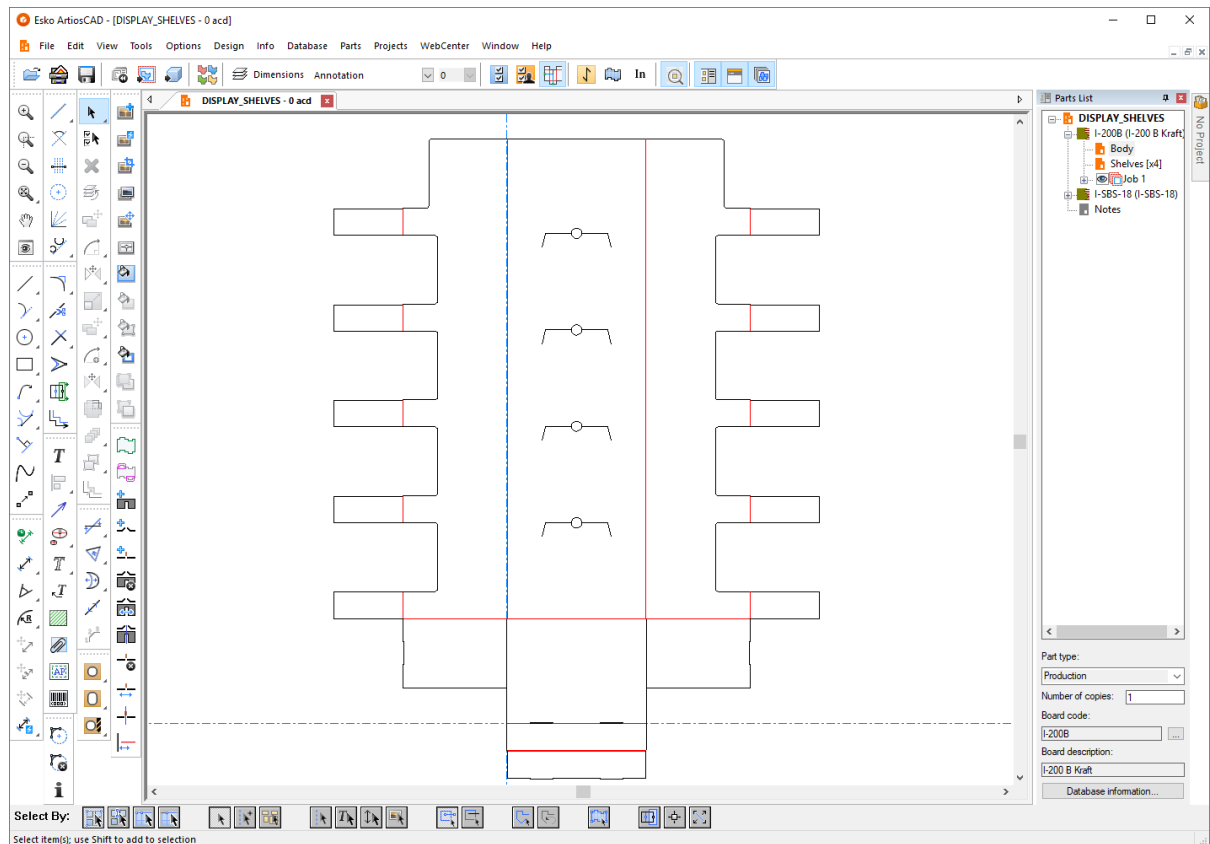 Esko ArtiosCAD - [DISPLAY_SHELVES - 0 acd]
File Edit View Tools Options Design Info Database Parts Projects WebCenter Window Help
Dimensions Annotation 0 In
DISPLAY_SHELVES - 0 acd
Parts List
No Project
DISPLAY_SHELVES
I-200B (I-200 B Kraft)
Body
Shelves [x4]
Job 1
I-SBS-18 (I-SBS-18)
Notes
Part type:
Production
Number of copies: 1
Board code:
I-200B ...
Board description:
I-200 B Kraft
Database information...
Select By:
Select item(s); use Shift to add to selection